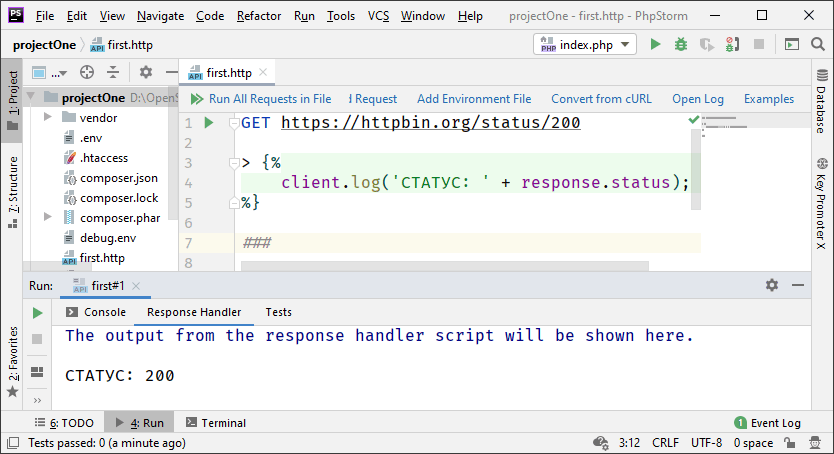 PS File Edit View Navigate Code Refactor Run Tools VCS Window projectOne - first.http - PhpStorm
projectOne first.http index.php
1: Project
7: Structure
2: Favorites
...
projectOne D:\OpenS
vendor
.env
.htaccess
composer.json
composer.lock
composer.phar
debug.env
first.http
first.http
Run All Requests in File l Request Add Environment File Convert from cURL Open Log Examples
1 GET https://httpbin.org/status/200
2
3 > {%
4 client.log('СТАТУС: ' + response.status);
5 %}
6
7 ###
8
Database
Key Promoter X
Run: first#1
Console Response Handler Tests
The output from the response handler script will be shown here.
СТАТУС: 200
6: TODO 4: Run Terminal 1 Event Log
Tests passed: 0 (a minute ago) 3:12 CRLF UTF-8 0 space